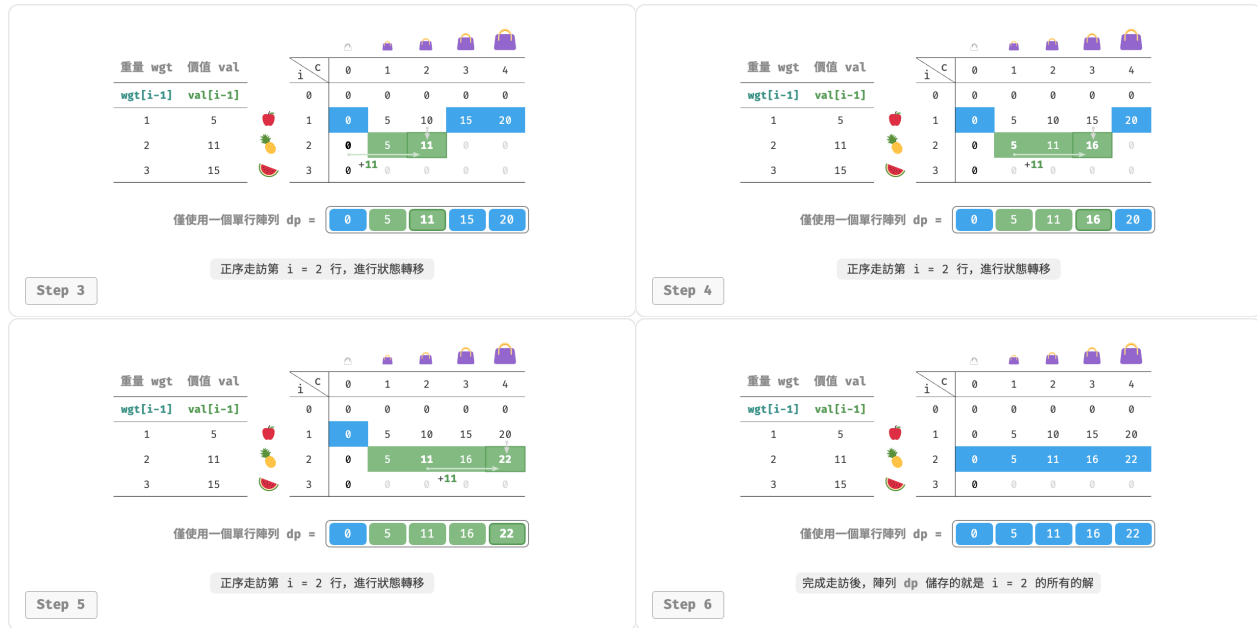 重量 wgt 價值 val
wgt[i-1] val[i-1]
1 5
2 11
3 15
i C 0 1 2 3 4
0 0 0 0 0 0
1 0 5 10 15 20
2 0 5 11 0 0
3 0 0 0 0 0
+11
僅使用一個單行陣列 dp = 0 5 11 15 20
正序走訪第 i = 2 行，進行狀態轉移
Step 3
重量 wgt 價值 val
wgt[i-1] val[i-1]
1 5
2 11
3 15
i C 0 1 2 3 4
0 0 0 0 0 0
1 0 5 10 15 20
2 0 5 11 16 0
3 0 0 0 0 0
+11
僅使用一個單行陣列 dp = 0 5 11 16 20
正序走訪第 i = 2 行，進行狀態轉移
Step 4
重量 wgt 價值 val
wgt[i-1] val[i-1]
1 5
2 11
3 15
i C 0 1 2 3 4
0 0 0 0 0 0
1 0 5 10 15 20
2 0 5 11 16 22
+11
3 0 0 0 0 0
僅使用一個單行陣列 dp = 0 5 11 16 22
正序走訪第 i = 2 行，進行狀態轉移
Step 5
重量 wgt 價值 val
wgt[i-1] val[i-1]
1 5
2 11
3 15
i C 0 1 2 3 4
0 0 0 0 0 0
1 0 5 10 15 20
2 0 5 11 16 22
3 0 0 0 0 0
僅使用一個單行陣列 dp = 0 5 11 16 22
完成走訪後，陣列 dp 儲存的就是 i = 2 的所有的解
Step 6